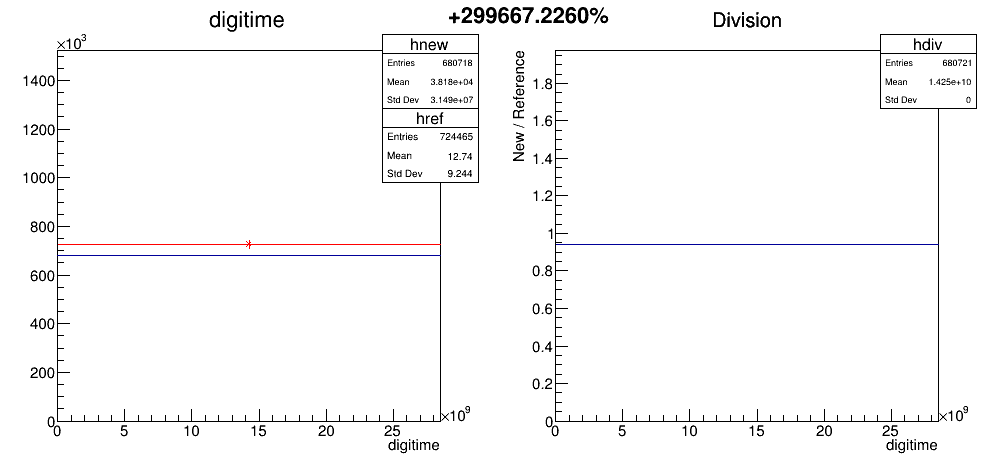 +299667.2260%
digitime
×10³
hnew
Entries 680718
Mean 3.818e+04
Std Dev 3.149e+07
href
Entries 724465
Mean 12.74
Std Dev 9.244
1400
1200
1000
800
600
400
200
0
0 5 10 15 20 25
×10⁹
digitime
Division
hdiv
Entries 680721
Mean 1.425e+10
Std Dev 0
New / Reference
1.8
1.6
1.4
1.2
1
0.8
0.6
0.4
0.2
0
0 5 10 15 20 25
×10⁹
digitime